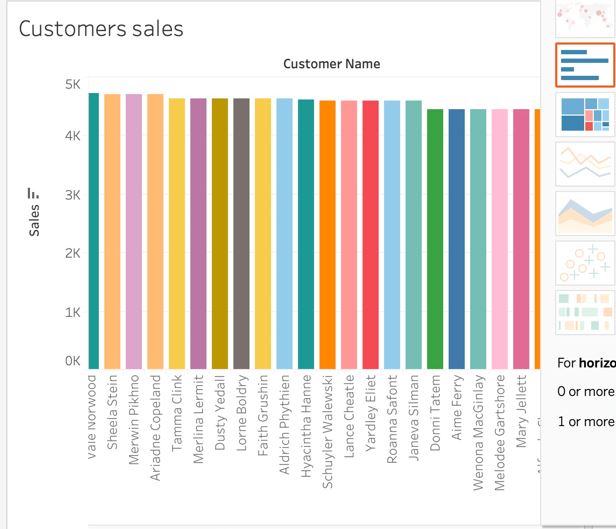 Customers sales
Customer Name
5K
4K
3K
2K
1K
0K
Sales
Vale Norwood
Sheela Stein
Merwin Pikhno
Ariadne Copeland
Tamma Clink
Merlina Lermit
Dusty Yedall
Lorne Boldry
Faith Grushin
Aldrich Phythien
Hyacintha Hanne
Schuyler Walewski
Lance Cheatle
Yardley Eliet
Roanna Safont
Janeva Silman
Donni Tatem
Aime Ferry
Wenona MacGinlay
Melodee Gartshore
Mary Jellett
For horizo
0 or more
1 or more